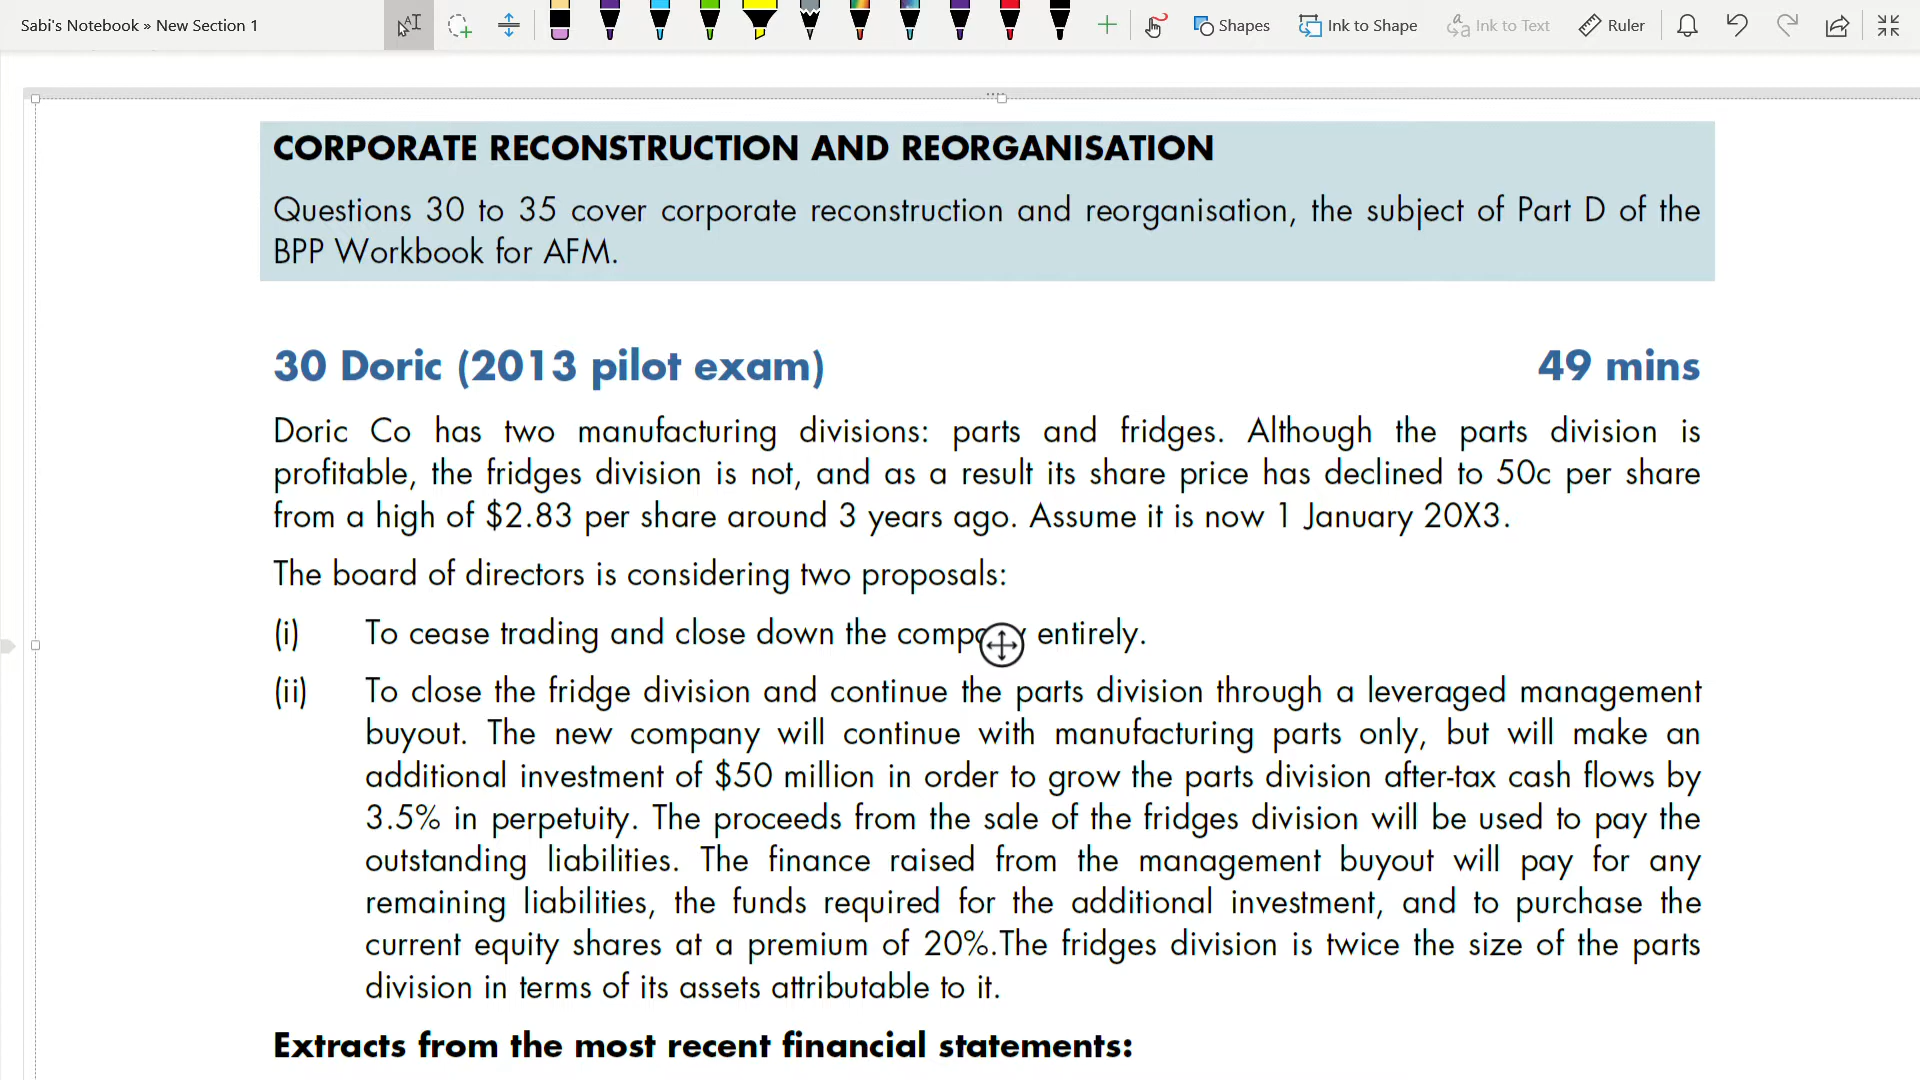 Sabi's Notebook » New Section 1
Shapes
Ink to Shape
Ink to Text
Ruler
CORPORATE RECONSTRUCTION AND REORGANISATION
Questions 30 to 35 cover corporate reconstruction and reorganisation, the subject of Part D of the
BPP Workbook for AFM.
30 Doric (2013 pilot exam) 49 mins
Doric Co has two manufacturing divisions: parts and fridges. Although the parts division is
profitable, the fridges division is not, and as a result its share price has declined to 50c per share
from a high of $2.83 per share around 3 years ago. Assume it is now 1 January 20X3.
The board of directors is considering two proposals:
(i) To cease trading and close down the company entirely.
(ii) To close the fridge division and continue the parts division through a leveraged management
buyout. The new company will continue with manufacturing parts only, but will make an
additional investment of $50 million in order to grow the parts division after-tax cash flows by
3.5% in perpetuity. The proceeds from the sale of the fridges division will be used to pay the
outstanding liabilities. The finance raised from the management buyout will pay for any
remaining liabilities, the funds required for the additional investment, and to purchase the
current equity shares at a premium of 20%.The fridges division is twice the size of the parts
division in terms of its assets attributable to it.
Extracts from the most recent financial statements: